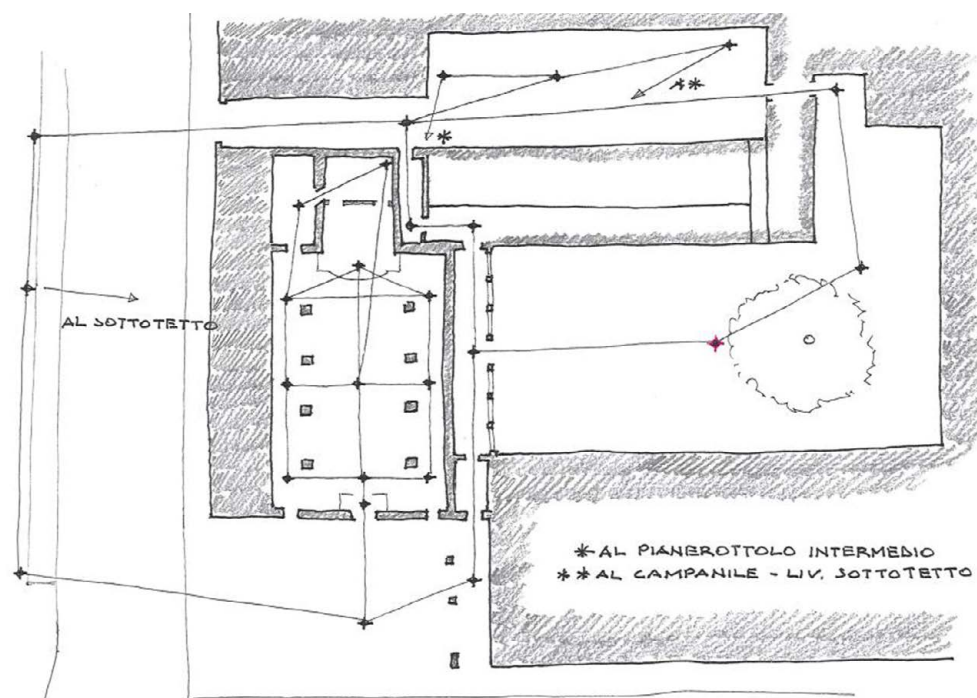 **
*
AL SOTTOTETTO
* AL PIANEROTTOLO INTERMEDIO
** AL CAMPANILE - LIV. SOTTOTETTO